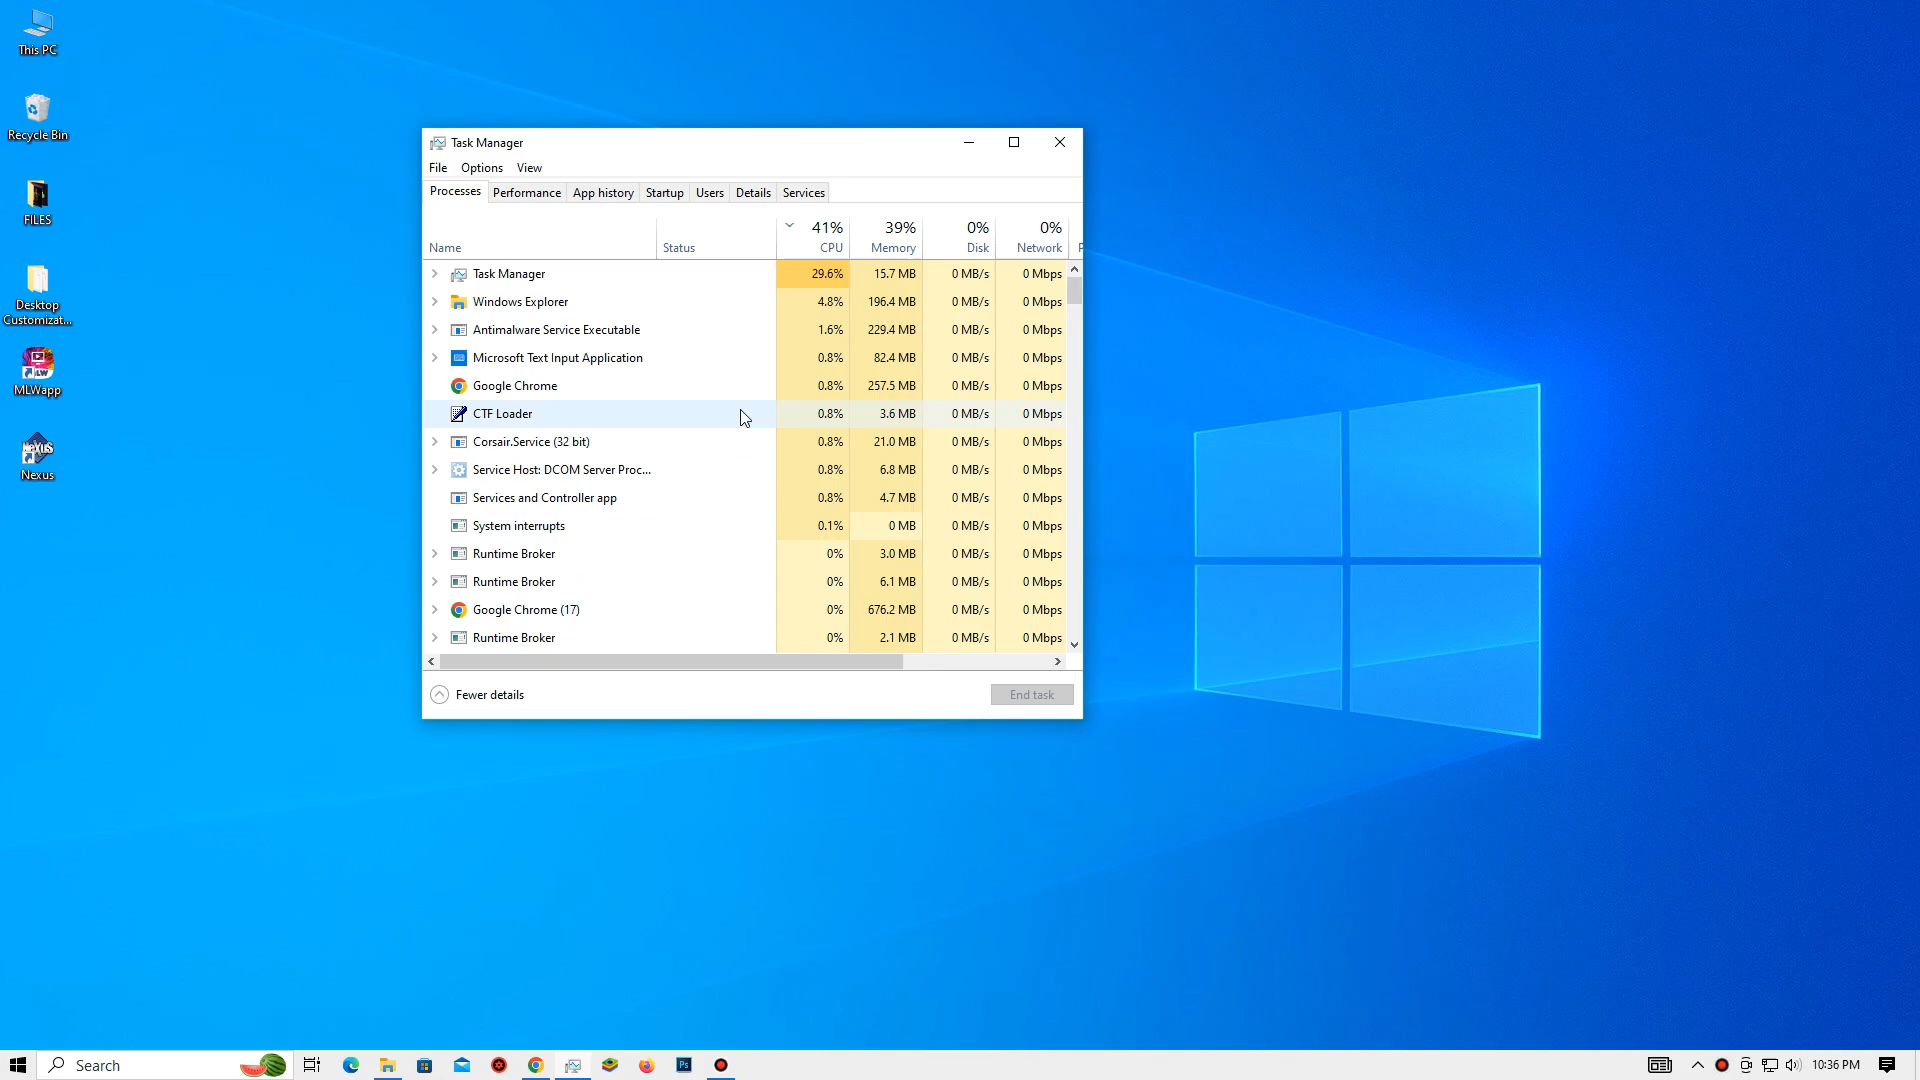 This PC
Recycle Bin
FILES
Desktop
Customizat...
MLWapp
Nexus
Task Manager
File Options View
Processes Performance App history Startup Users Details Services
41% 39% 0% 0%
Name Status CPU Memory Disk Network P
Task Manager 29.6% 15.7 MB 0 MB/s 0 Mbps
Windows Explorer 4.8% 196.4 MB 0 MB/s 0 Mbps
Antimalware Service Executable 1.6% 229.4 MB 0 MB/s 0 Mbps
Microsoft Text Input Application 0.8% 82.4 MB 0 MB/s 0 Mbps
Google Chrome 0.8% 257.5 MB 0 MB/s 0 Mbps
CTF Loader 0.8% 3.6 MB 0 MB/s 0 Mbps
Corsair.Service (32 bit) 0.8% 21.0 MB 0 MB/s 0 Mbps
Service Host: DCOM Server Proc... 0.8% 6.8 MB 0 MB/s 0 Mbps
Services and Controller app 0.8% 4.7 MB 0 MB/s 0 Mbps
System interrupts 0.1% 0 MB 0 MB/s 0 Mbps
Runtime Broker 0% 3.0 MB 0 MB/s 0 Mbps
Runtime Broker 0% 6.1 MB 0 MB/s 0 Mbps
Google Chrome (17) 0% 676.2 MB 0 MB/s 0 Mbps
Runtime Broker 0% 2.1 MB 0 MB/s 0 Mbps
Fewer details End task
Search Ps 10:36 PM